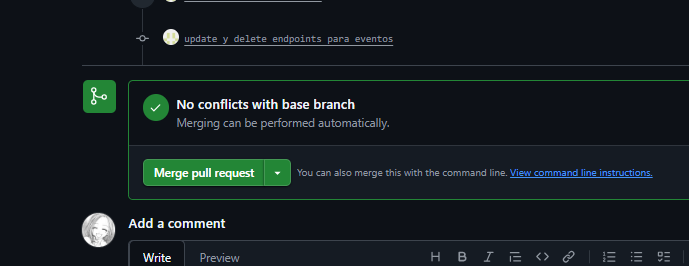 update y delete endpoints para eventos
No conflicts with base branch
Merging can be performed automatically.
Merge pull request
You can also merge this with the command line. View command line instructions.
Add a comment
Write Preview H B I